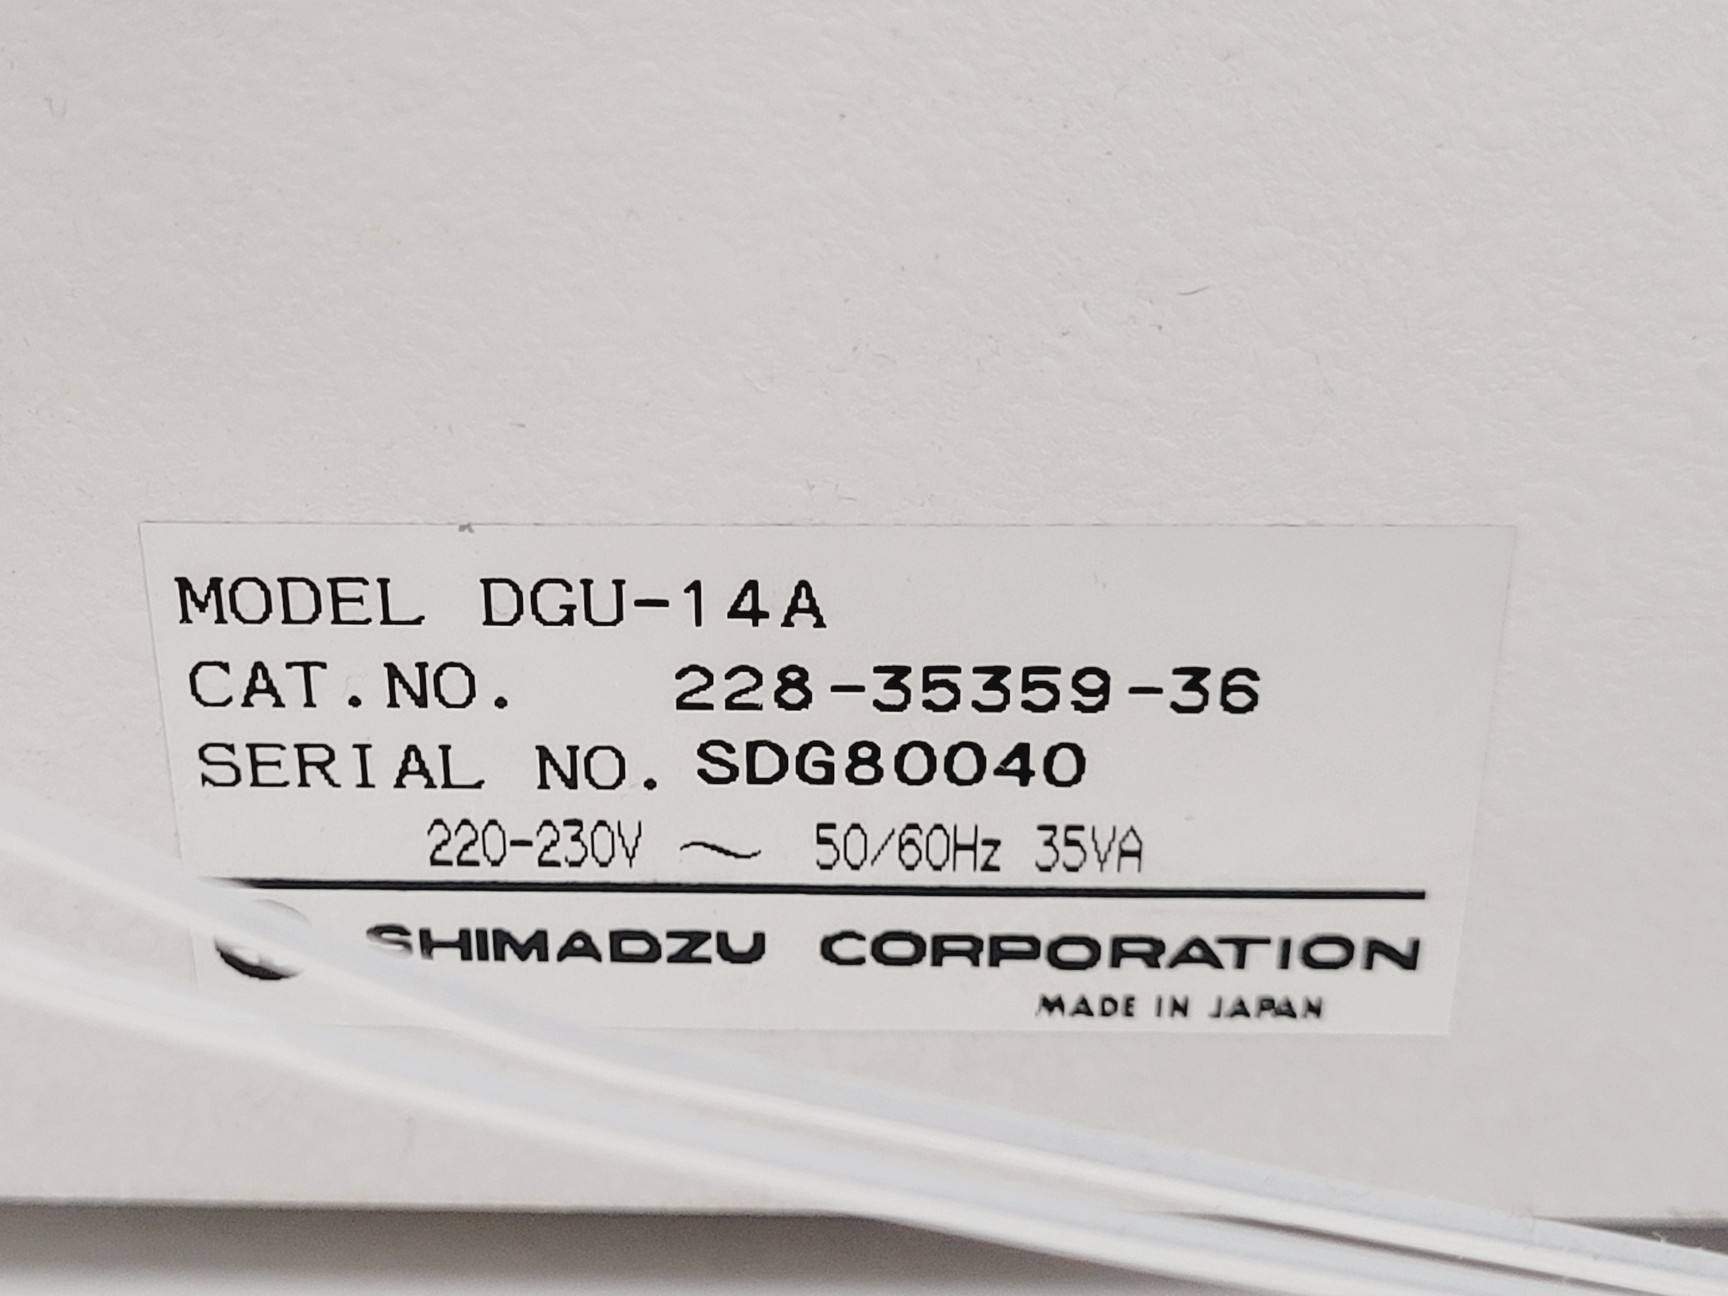 MODEL DGU-14A
CAT.NO. 228-35359-36
SERIAL NO. SDG80040
220-230V ~ 50/60Hz 35VA
SHIMADZU CORPORATION
MADE IN JAPAN